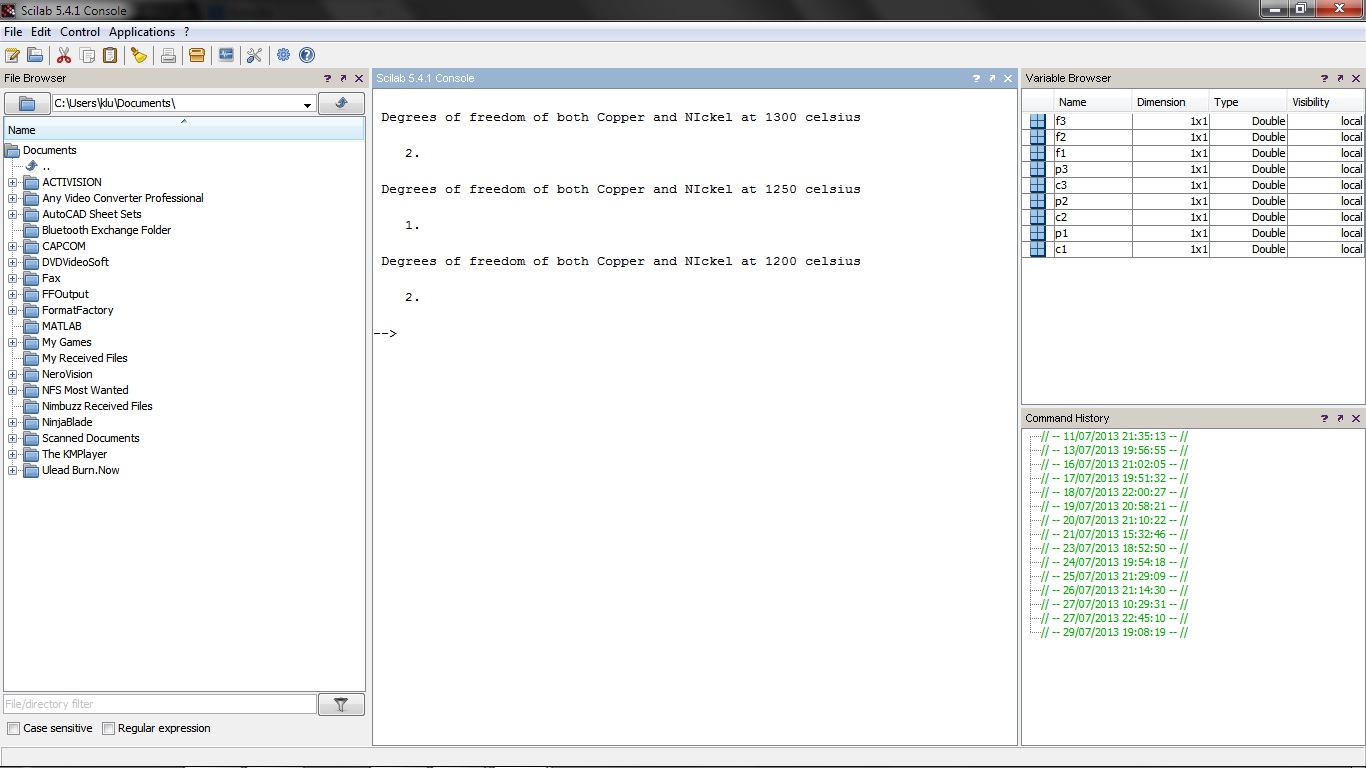 Scilab 5.4.1 Console
File Edit Control Applications ?
File Browser
C:\Users\klu\Documents\
Name
Documents
..
ACTIVISION
Any Video Converter Professional
AutoCAD Sheet Sets
Bluetooth Exchange Folder
CAPCOM
DVDVideoSoft
Fax
FFOutput
FormatFactory
MATLAB
My Games
My Received Files
NeroVision
NFS Most Wanted
Nimbuzz Received Files
NinjaBlade
Scanned Documents
The KMPlayer
Ulead Burn.Now
File/directory filter
Case sensitive Regular expression
Scilab 5.4.1 Console
Degrees of freedom of both Copper and NIckel at 1300 celsius
2.
Degrees of freedom of both Copper and NIckel at 1250 celsius
1.
Degrees of freedom of both Copper and NIckel at 1200 celsius
2.
-->
Variable Browser
Name Dimension Type Visibility
f3 1x1 Double local
f2 1x1 Double local
f1 1x1 Double local
p3 1x1 Double local
c3 1x1 Double local
p2 1x1 Double local
c2 1x1 Double local
p1 1x1 Double local
c1 1x1 Double local
Command History
// -- 11/07/2013 21:35:13 -- //
// -- 13/07/2013 19:56:55 -- //
// -- 16/07/2013 21:02:05 -- //
// -- 17/07/2013 19:51:32 -- //
// -- 18/07/2013 22:00:27 -- //
// -- 19/07/2013 20:58:21 -- //
// -- 20/07/2013 21:10:22 -- //
// -- 21/07/2013 15:32:46 -- //
// -- 23/07/2013 18:52:50 -- //
// -- 24/07/2013 19:54:18 -- //
// -- 25/07/2013 21:29:09 -- //
// -- 26/07/2013 21:14:30 -- //
// -- 27/07/2013 10:29:31 -- //
// -- 27/07/2013 22:45:10 -- //
// -- 29/07/2013 19:08:19 -- //